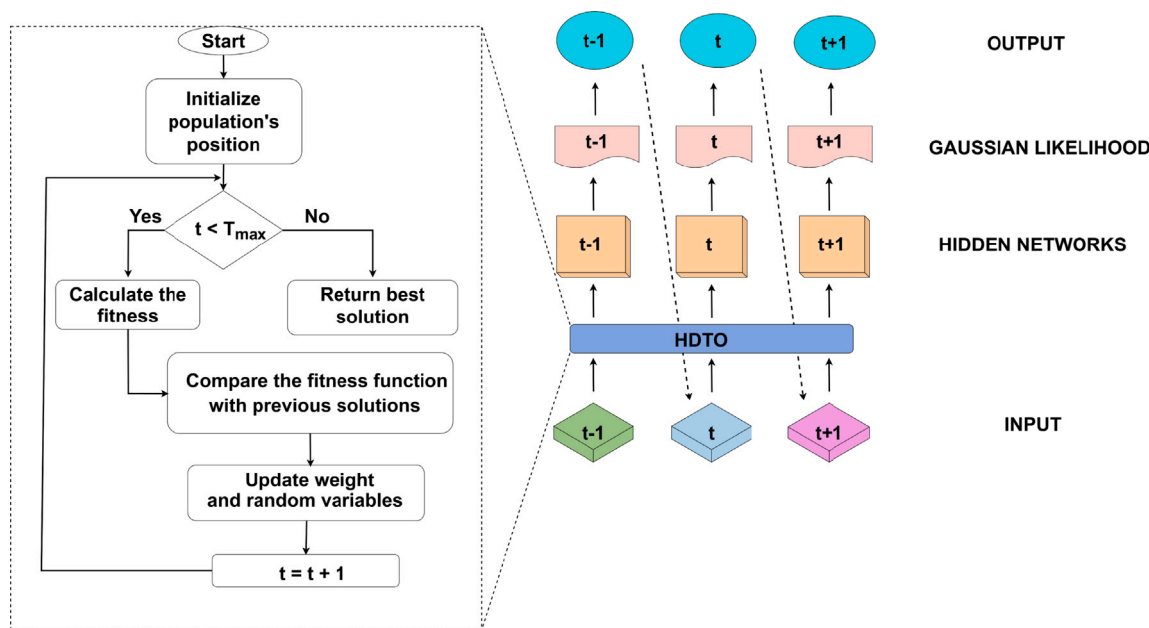 Start
Initialize
population's
position
Yes
t < Tmax
No
Calculate the
fitness
Return best
solution
Compare the fitness function
with previous solutions
Update weight
and random variables
t = t + 1
t-1
t
t+1
OUTPUT
t-1
t
t+1
GAUSSIAN LIKELIHOOD
t-1
t
t+1
HIDDEN NETWORKS
HDTO
t-1
t
t+1
INPUT